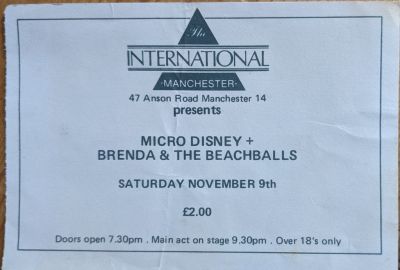 The
INTERNATIONAL
·MANCHESTER·
47 Anson Road Manchester 14
presents
MICRO DISNEY +
BRENDA & THE BEACHBALLS
SATURDAY NOVEMBER 9th
£2.00
Doors open 7.30pm . Main act on stage 9.30pm . Over 18's only